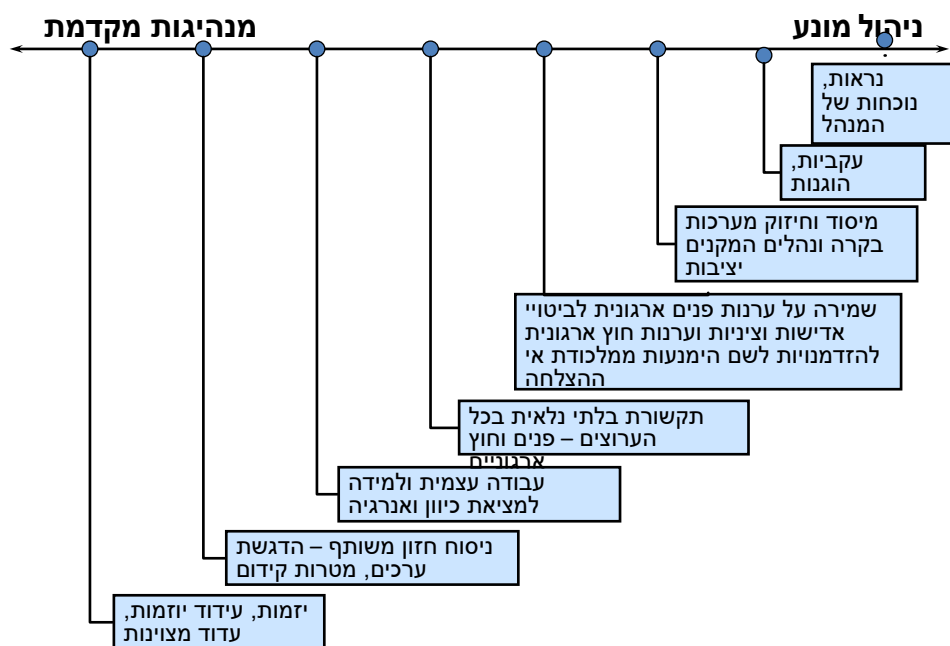 ניהול מונע
מנהיגות מקדמת
נראות,
נוכחות של
המנהל
עקביות,
הוגנות
מיסוד וחיזוק מערכות
בקרה ונהלים המקנים
יציבות
שמירה על ערנות פנים ארגונית לביטויי
אדישות וציניות וערנות חוץ ארגונית
להזדמנויות לשם הימנעות ממלכודת אי
ההצלחה
תקשורת בלתי נלאית בכל
הערוצים – פנים וחוץ
ארגוניים
עבודה עצמית ולמידה
למציאת כיוון ואנרגיה
ניסוח חזון משותף – הדגשת
ערכים, מטרות קידום
יזמות, עידוד יוזמות,
עדוד מצוינות